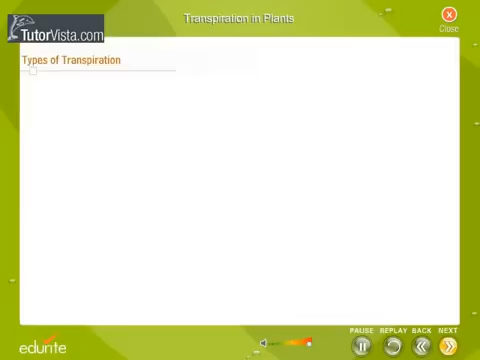 Transpiration in Plants
TutorVista.com
Close
Types of Transpiration
PAUSE REPLAY BACK NEXT
edurite